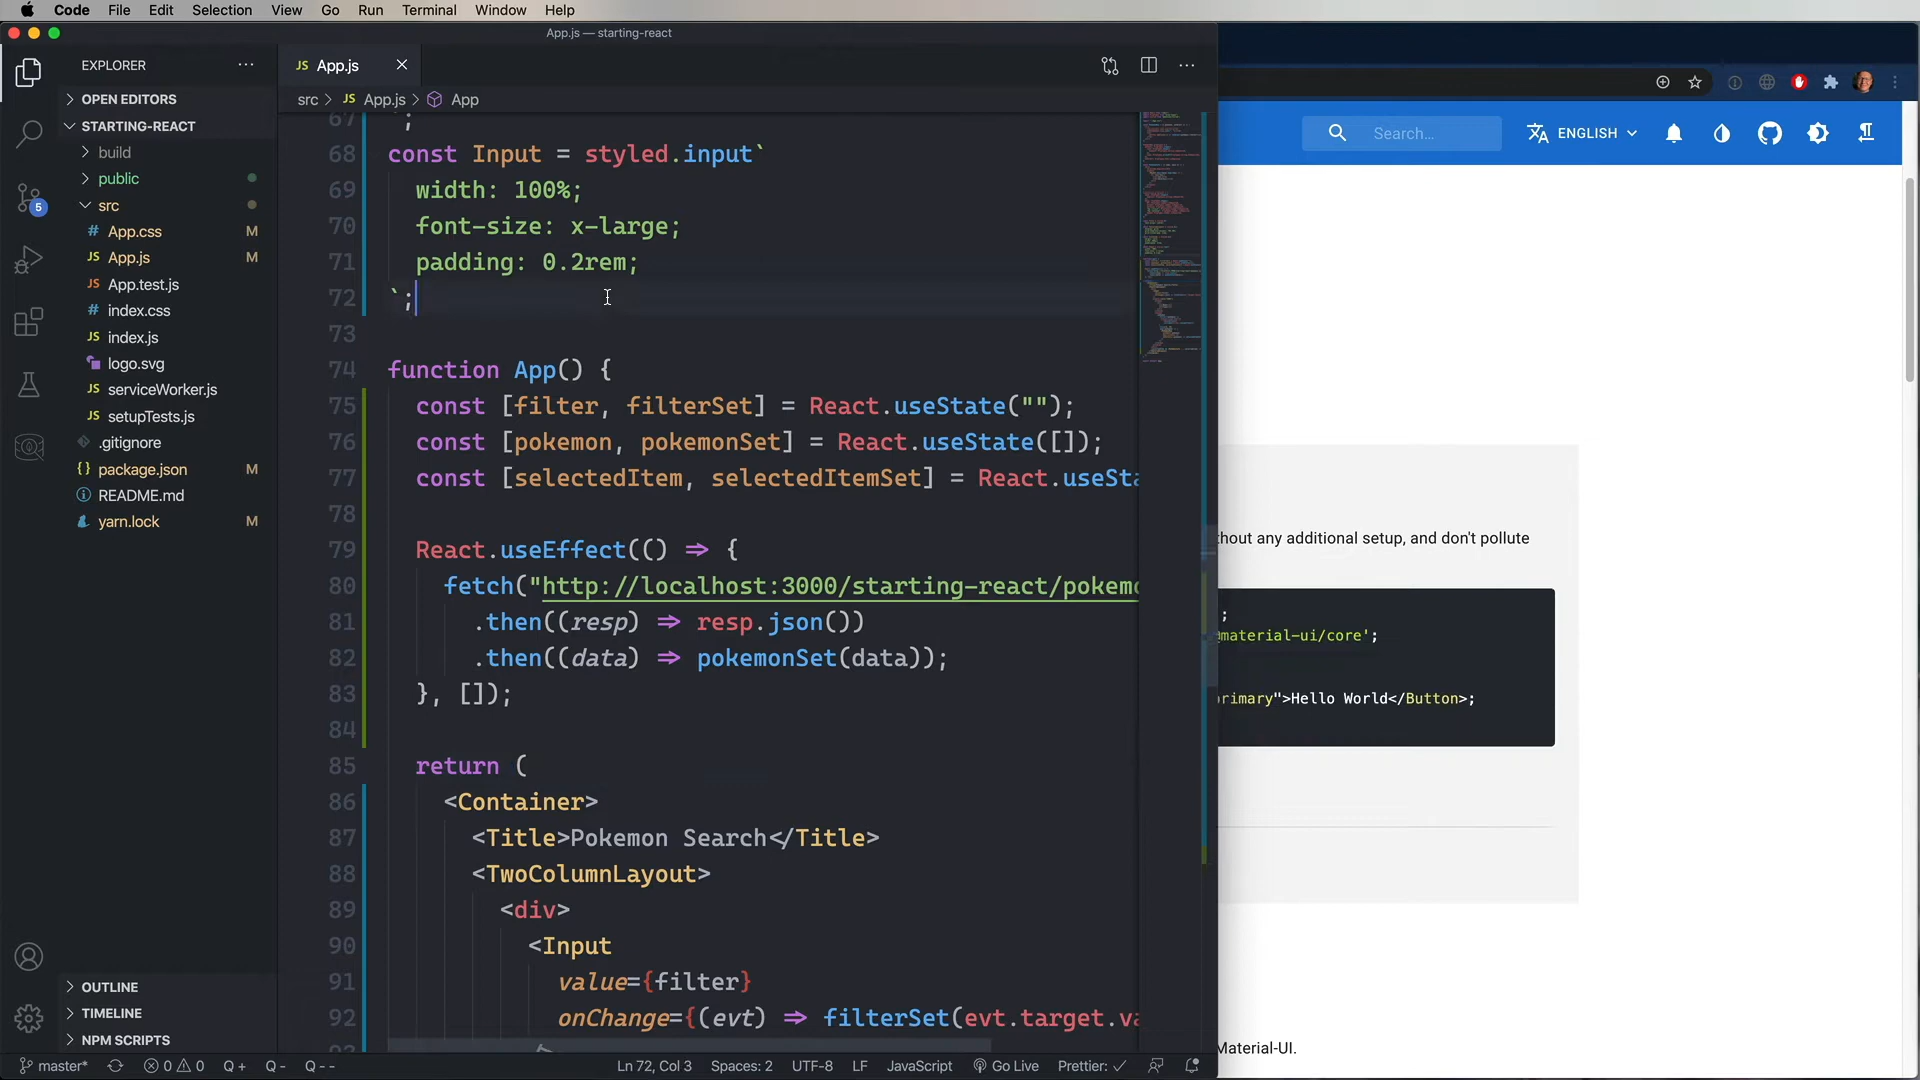 Code File Edit Selection View Go Run Terminal Window Help
App.js — starting-react
EXPLORER
OPEN EDITORS
STARTING-REACT
build
public
src
# App.css M
JS App.js M
JS App.test.js
# index.css
JS index.js
logo.svg
JS serviceWorker.js
JS setupTests.js
.gitignore
{} package.json M
README.md
yarn.lock M
5
OUTLINE
TIMELINE
NPM SCRIPTS
JS App.js
src > JS App.js > App
67 `;
68 const Input = styled.input`
69 width: 100%;
70 font-size: x-large;
71 padding: 0.2rem;
72 `;
73
74 function App() {
75 const [filter, filterSet] = React.useState("");
76 const [pokemon, pokemonSet] = React.useState([]);
77 const [selectedItem, selectedItemSet] = React.useSta
78
79 React.useEffect(() => {
80 fetch("http://localhost:3000/starting-react/pokemo
81 .then((resp) => resp.json())
82 .then((data) => pokemonSet(data));
83 }, []);
84
85 return (
86 <Container>
87 <Title>Pokemon Search</Title>
88 <TwoColumnLayout>
89 <div>
90 <Input
91 value={filter}
92 onChange={(evt) => filterSet(evt.target.va
master* 0 0 Q+ Q- Q-- Ln 72, Col 3 Spaces: 2 UTF-8 LF JavaScript Go Live Prettier: ✓
Search... ENGLISH
hout any additional setup, and don't pollute
;
material-ui/core';
rimary">Hello World</Button>;
Material-UI.